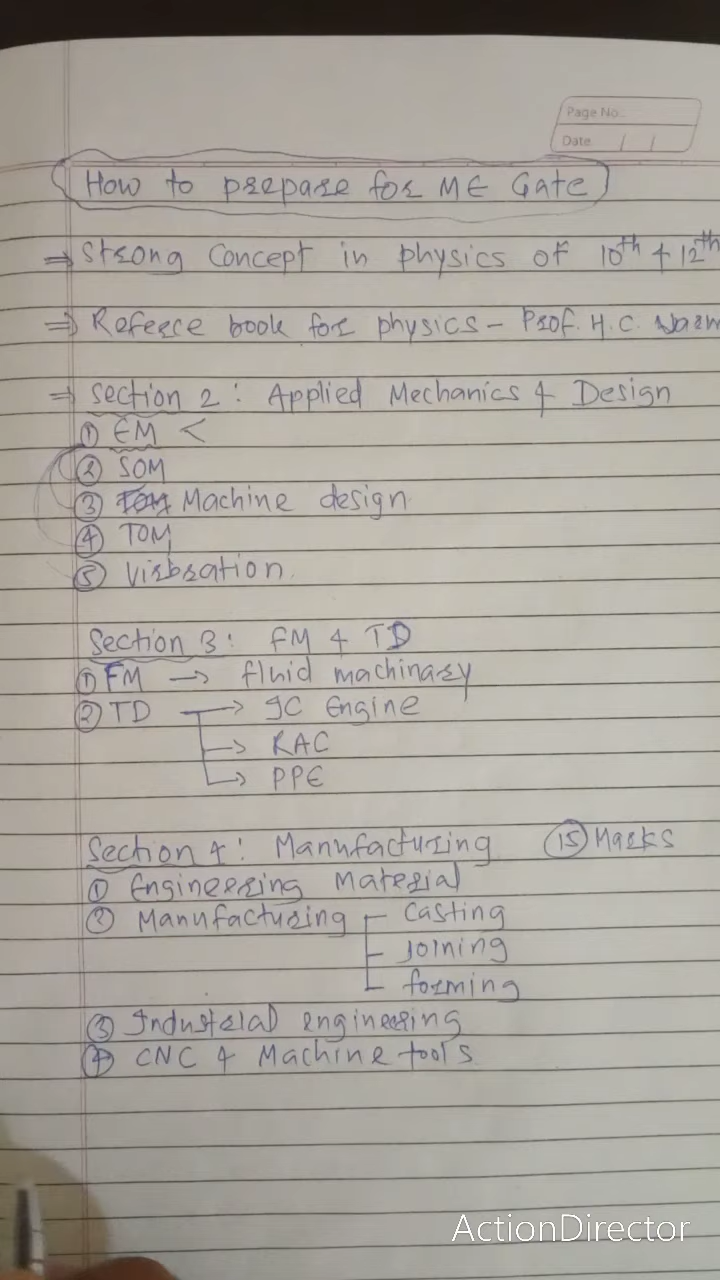 Page No.
Date / /
How to prepare for ME Gate
⇒ Strong Concept in physics of 10th & 12th
⇒ Referce book for physics - Prof. H.C.
⇒ Section 2 : Applied Mechanics & Design
① EM <
② SOM
③ Machine design
④ TOM
⑤ Visbration.
Section 3 : FM & TD
① FM → fluid machinary
② TD → IC Engine
→ RAC
→ PPE
Section 4 : Manufacturing ⑮ Marks
① Engineering Material
② Manufacturing - Casting
- Joining
- forming
③ Industrial engineering
④ CNC & Machine tools
ActionDirector